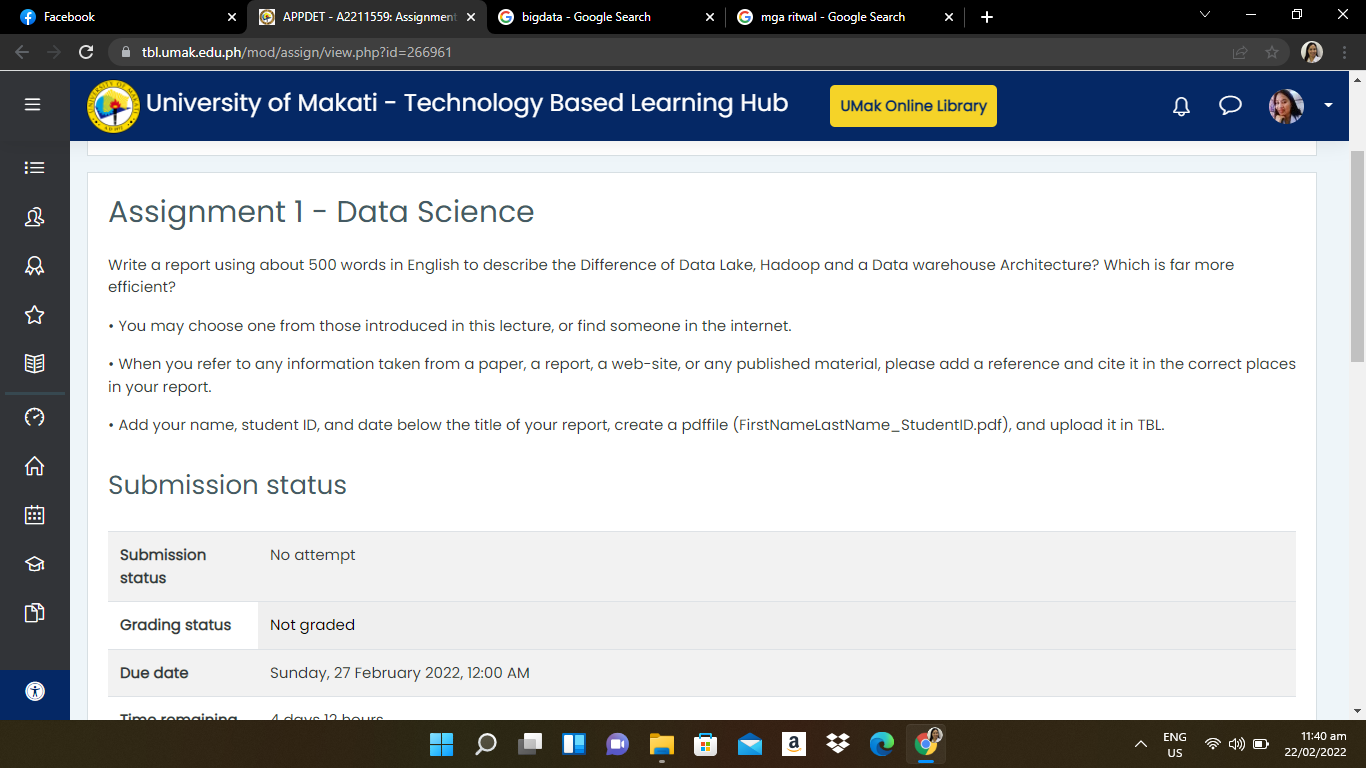 Facebook
APPDET - A2211559: Assignment
bigdata - Google Search
mga ritwal - Google Search
tbl.umak.edu.ph/mod/assign/view.php?id=266961
University of Makati - Technology Based Learning Hub
UMak Online Library
Assignment 1 - Data Science
Write a report using about 500 words in English to describe the Difference of Data Lake, Hadoop and a Data warehouse Architecture? Which is far more
efficient?
• You may choose one from those introduced in this lecture, or find someone in the internet.
• When you refer to any information taken from a paper, a report, a web-site, or any published material, please add a reference and cite it in the correct places
in your report.
• Add your name, student ID, and date below the title of your report, create a pdffile (FirstNameLastName_StudentID.pdf), and upload it in TBL.
Submission status
Submission
status
No attempt
Grading status
Not graded
Due date
Sunday, 27 February 2022, 12:00 AM
Time remaining
4 days 12 hours
ENG
US
11:40 am
22/02/2022